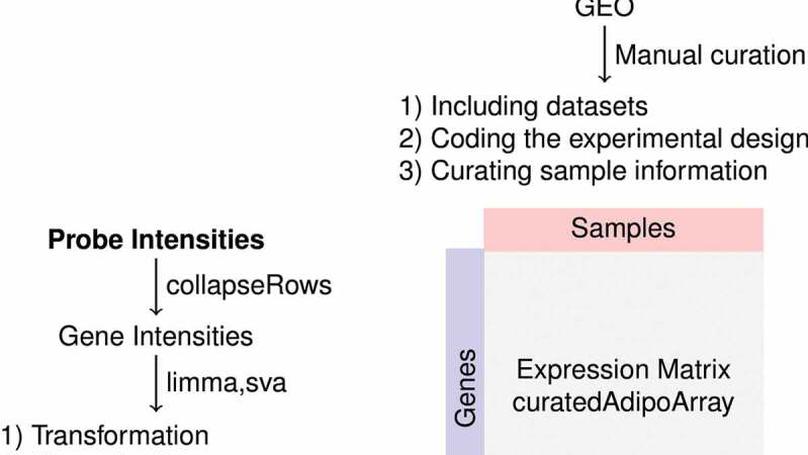 GEO
Manual curation
1) Including datasets
2) Coding the experimental design
3) Curating sample information
Samples
Probe Intensities
collapseRows
Gene Intensities
limma,sva
1) Transformation
Genes
Expression Matrix
curatedAdipoArray